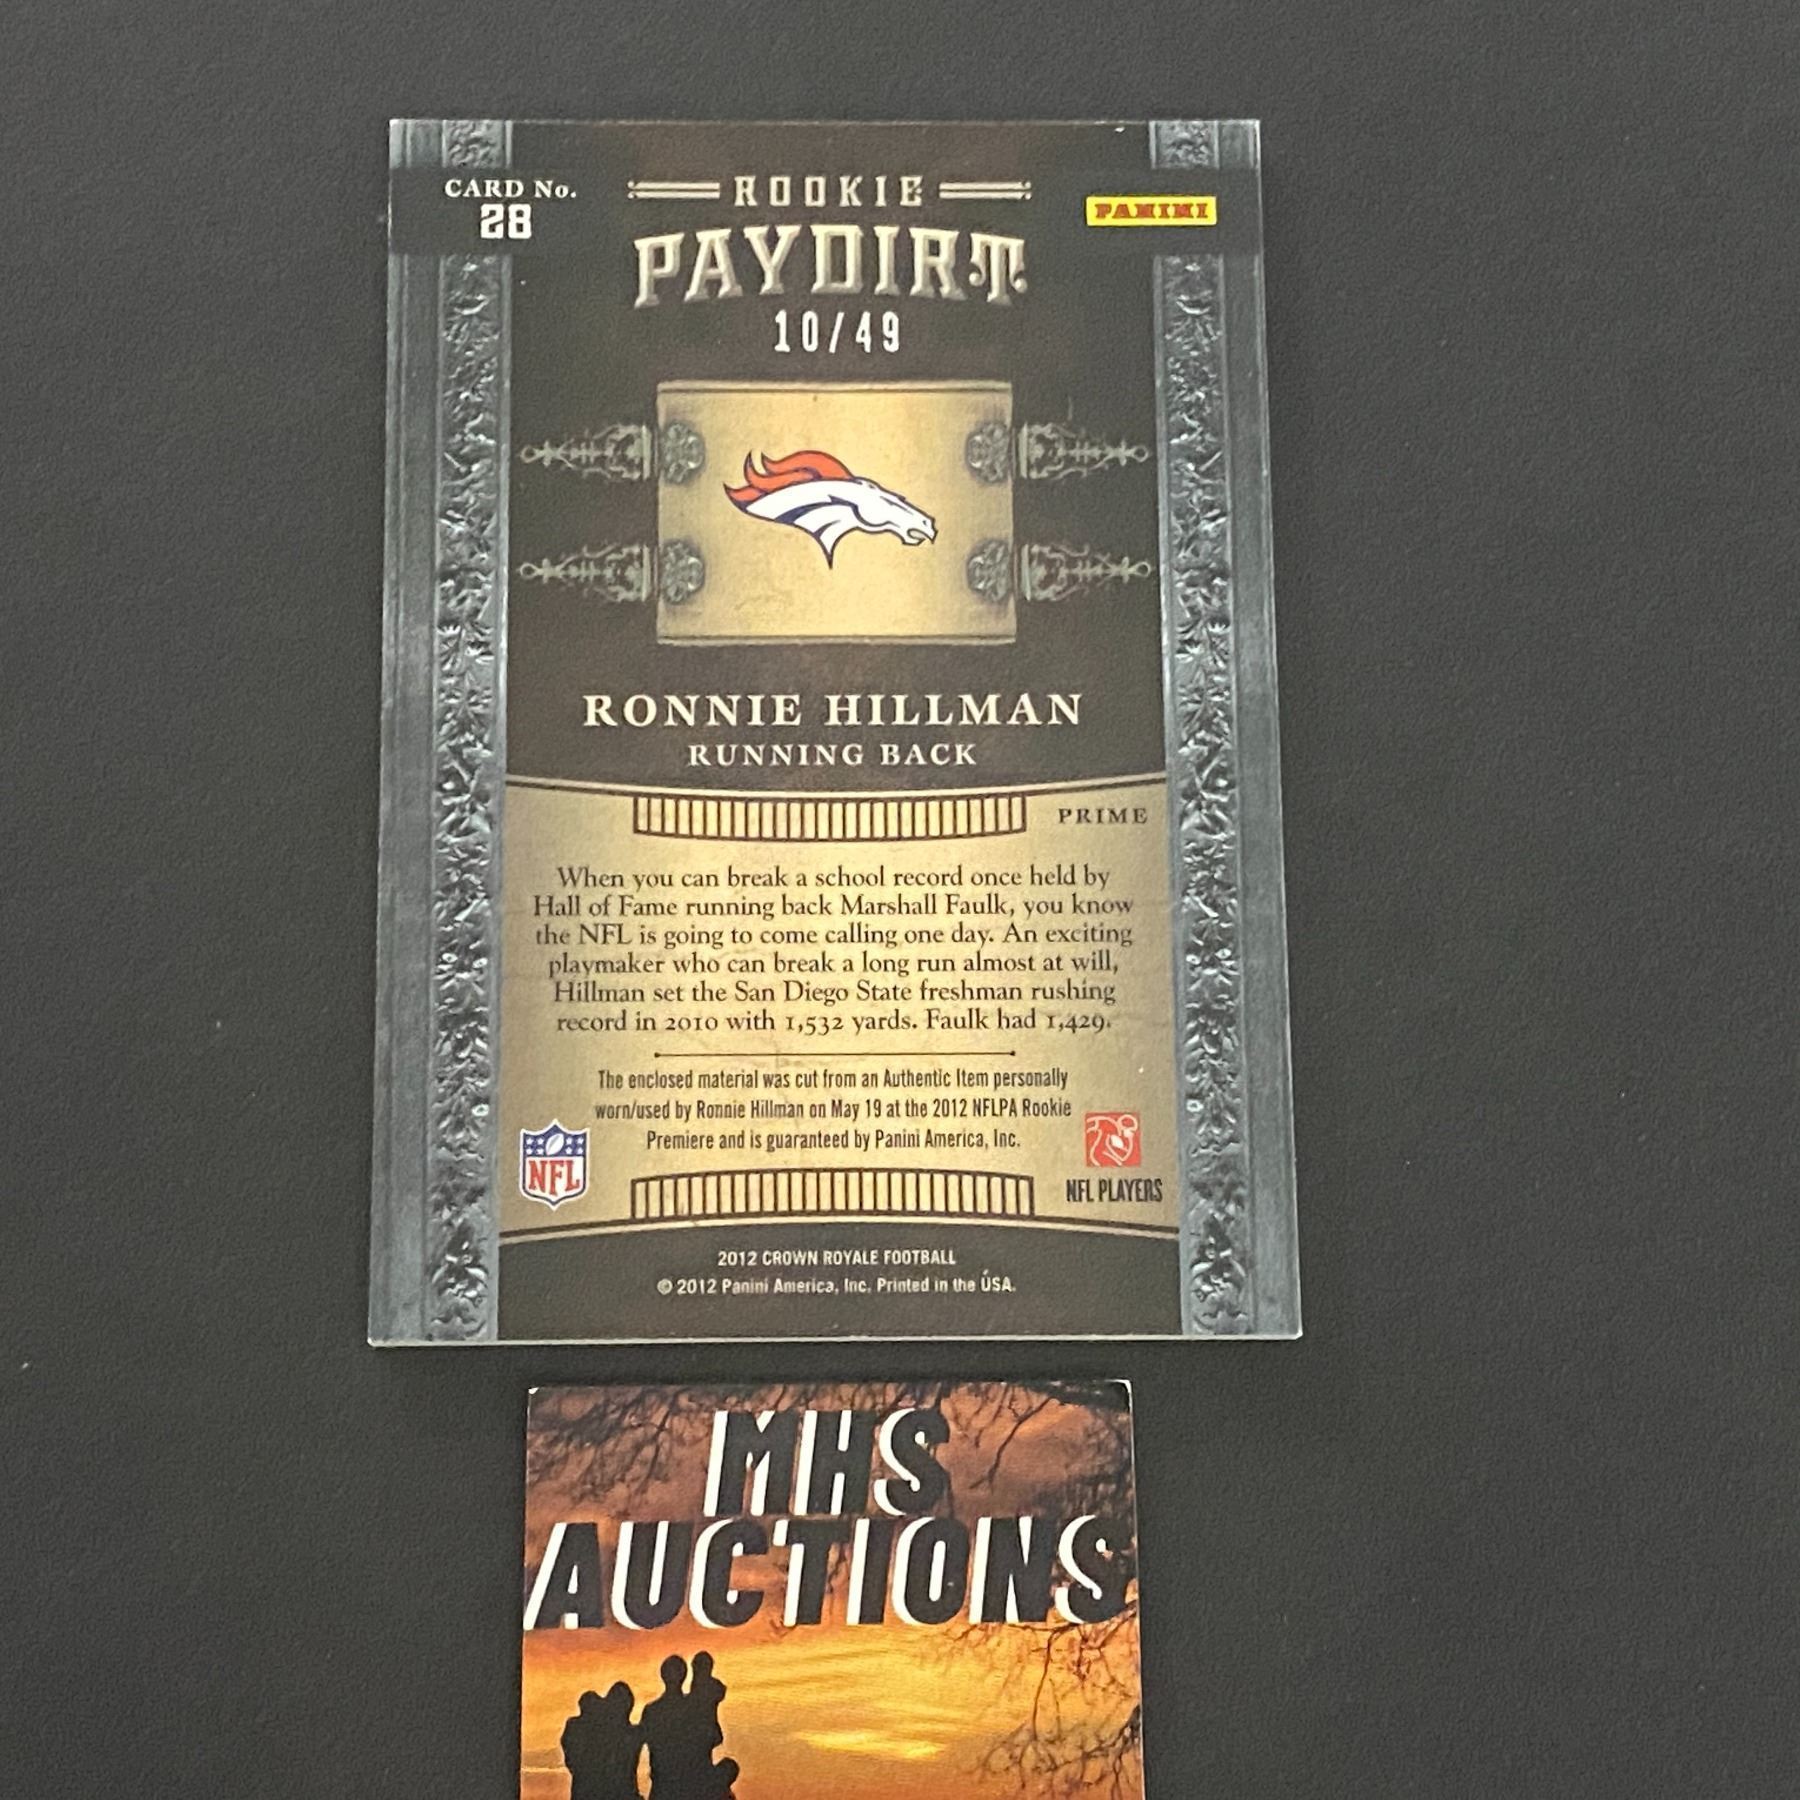 CARD No.
28
ROOKIE
PAYDIRT
10/49
PANINI
RONNIE HILLMAN
RUNNING BACK
PRIME
When you can break a school record once held by
Hall of Fame running back Marshall Faulk, you know
the NFL is going to come calling one day. An exciting
playmaker who can break a long run almost at will,
Hillman set the San Diego State freshman rushing
record in 2010 with 1,532 yards. Faulk had 1,429.
The enclosed material was cut from an Authentic Item personally
worn/used by Ronnie Hillman on May 19 at the 2012 NFLPA Rookie
Premiere and is guaranteed by Panini America, Inc.
NFL
NFL PLAYERS
2012 CROWN ROYALE FOOTBALL
© 2012 Panini America, Inc. Printed in the USA.
MHS
AUCTIONS